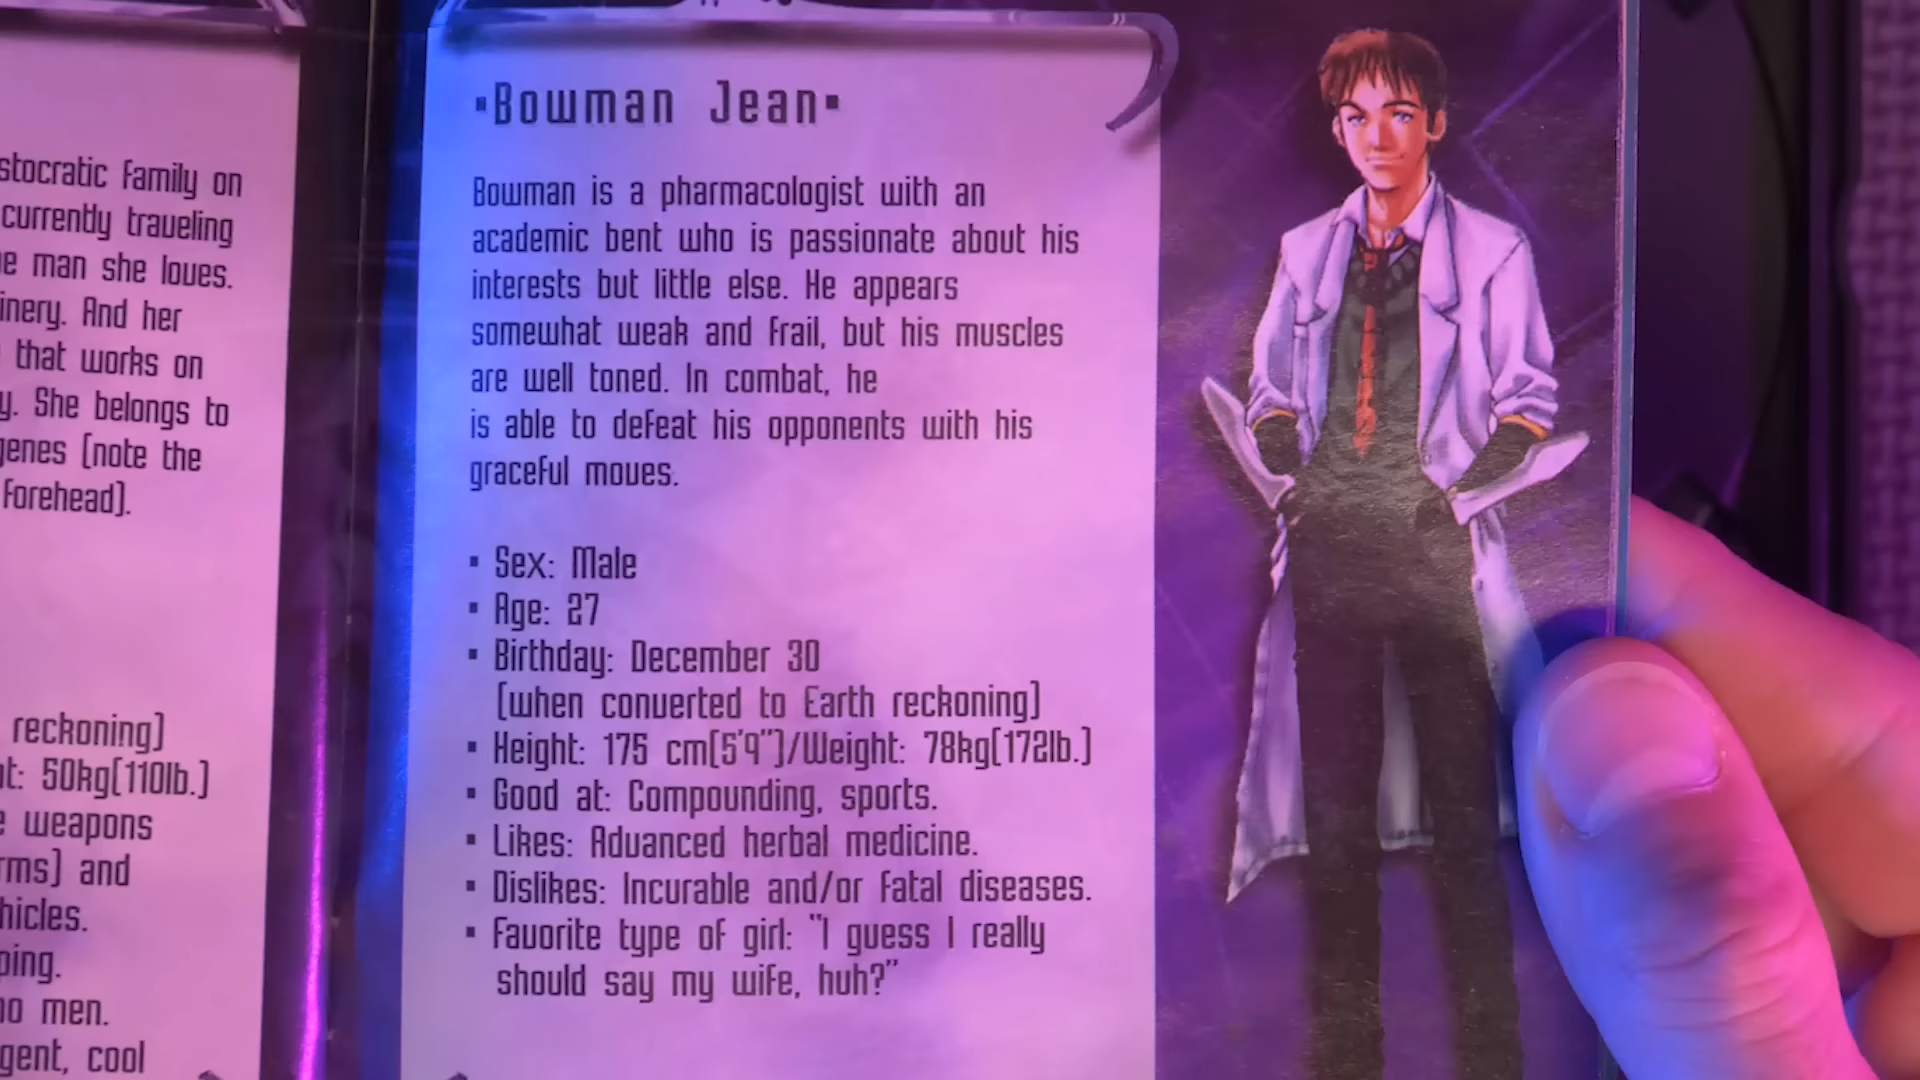 stocratic family on
currently traveling
e man she loves.
inery. And her
that works on
y. She belongs to
genes (note the
forehead).
reckoning)
t: 50kg(110lb.)
e weapons
rms) and
hicles.
ping.
no men.
gent, cool
▪Bowman Jean▪
Bowman is a pharmacologist with an
academic bent who is passionate about his
interests but little else. He appears
somewhat weak and frail, but his muscles
are well toned. In combat, he
is able to defeat his opponents with his
graceful moves.
▪ Sex: Male
▪ Age: 27
▪ Birthday: December 30
(when converted to Earth reckoning)
▪ Height: 175 cm(5'9")/Weight: 78kg(172lb.)
▪ Good at: Compounding, sports.
▪ Likes: Advanced herbal medicine.
▪ Dislikes: Incurable and/or fatal diseases.
▪ Favorite type of girl: "I guess I really
should say my wife, huh?"